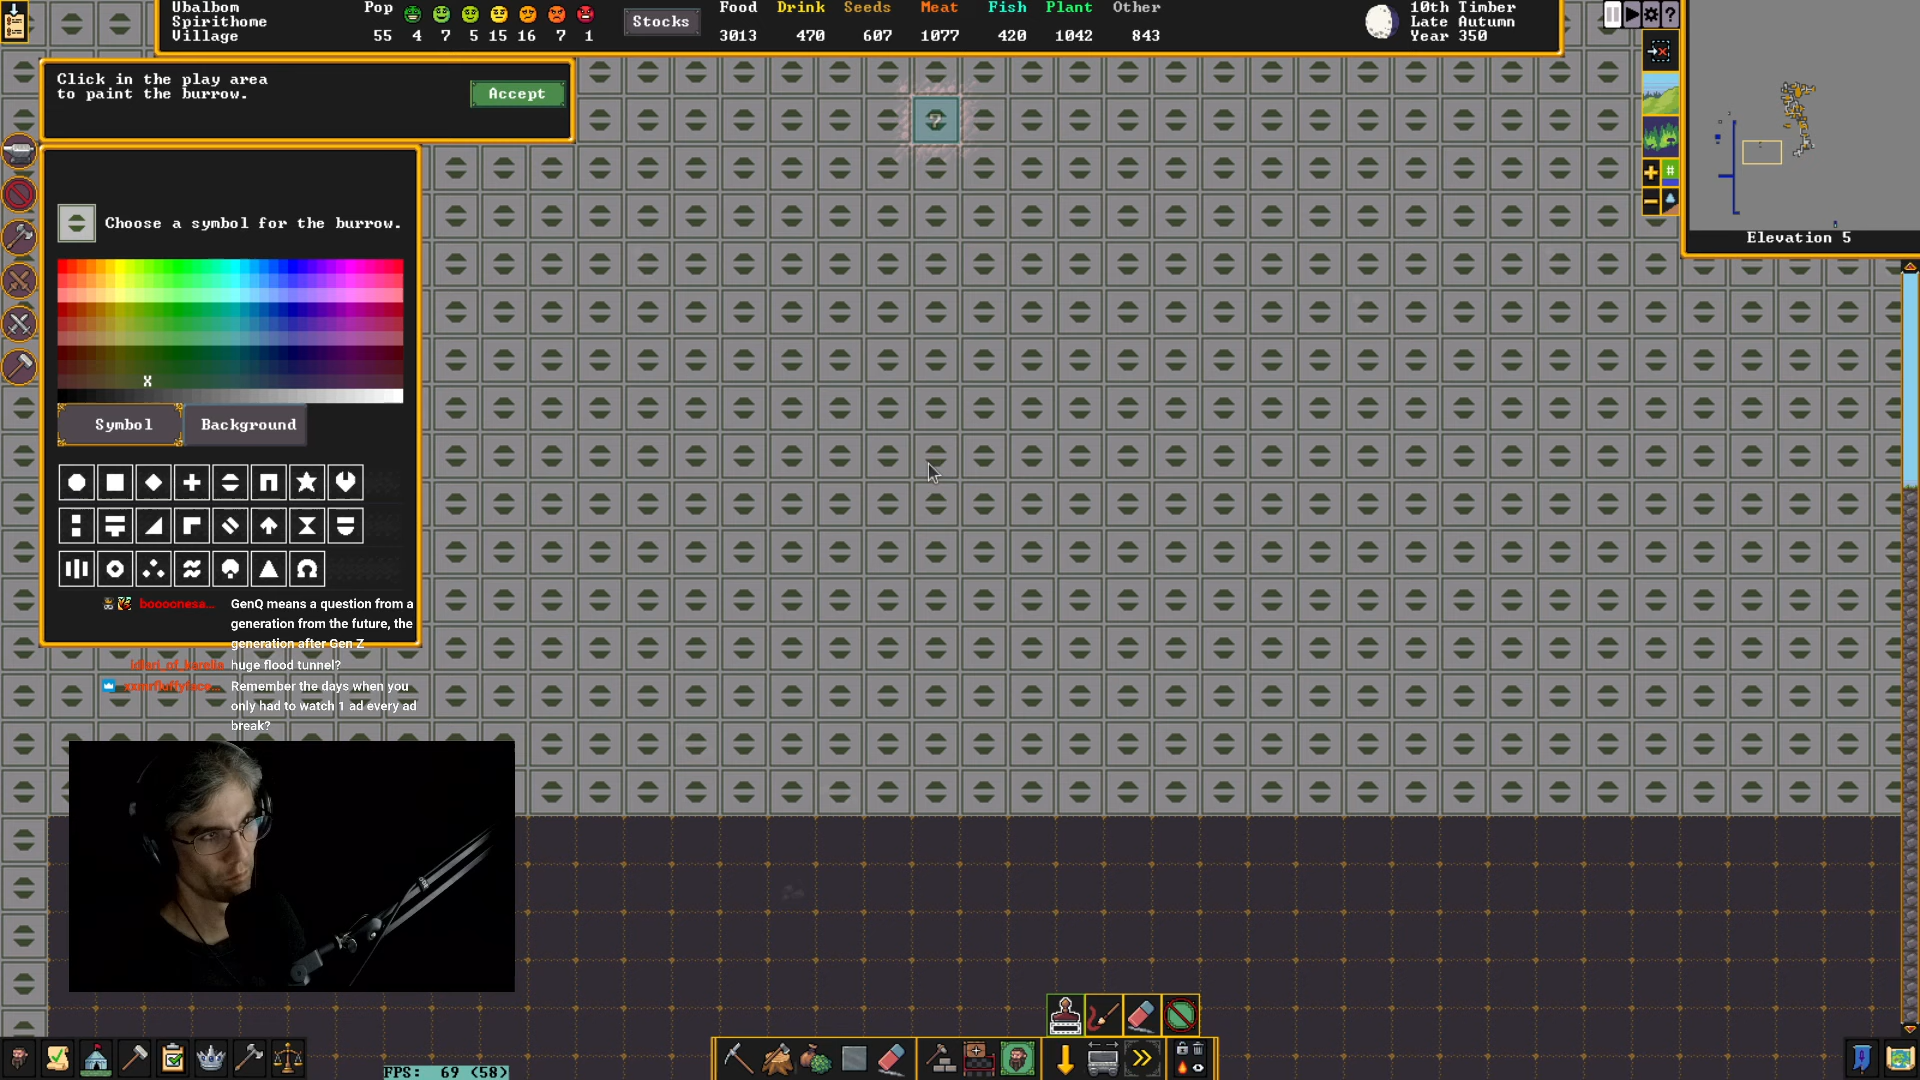 Ubalbom
Spirithome
Village
Pop
55 4 7 5 15 16 7 1
Stocks
Food Drink Seeds Meat Fish Plant Other
3013 470 607 1077 420 1042 843
10th Timber
Late Autumn
Year 350
Click in the play area
to paint the burrow.
Accept
?
Elevation 5
Choose a symbol for the burrow.
X
Symbol Background
boooonesa... GenQ means a question from a
generation from the future, the
generation after Gen Z
huge flood tunnel?
Remember the days when you
only had to watch 1 ad every ad
break?
FPS: 69 (58)